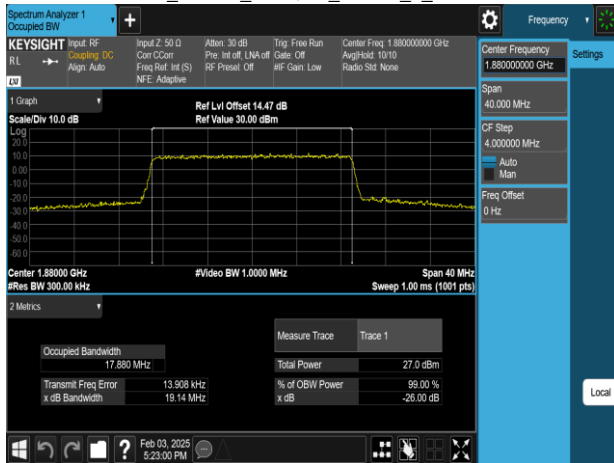 Spectrum Analyzer 1
Occupied BW
Frequency
KEYSIGHT
Input: RF
Coupling: DC
Align: Auto
RL
LXI
Input Z: 50 Ω
Corr CCorr
Freq Ref: Int (S)
NFE: Adaptive
Atten: 30 dB
Pre: Int off, LNA off
RF Preset: Off
Trig: Free Run
Gate: Off
#IF Gain: Low
Center Freq: 1.880000000 GHz
Avg|Hold: 10/10
Radio Std: None
Center Frequency
1.880000000 GHz
Settings
Span
40.000 MHz
CF Step
4.000000 MHz
Auto
Man
Freq Offset
0 Hz
Local
1 Graph
Scale/Div 10.0 dB
Ref Lvl Offset 14.47 dB
Ref Value 30.00 dBm
Log
20.0
10.0
0.00
-10.0
-20.0
-30.0
-40.0
-50.0
-60.0
Center 1.88000 GHz
#Video BW 1.0000 MHz
Span 40 MHz
#Res BW 300.00 kHz
Sweep 1.00 ms (1001 pts)
2 Metrics
Measure Trace Trace 1
Occupied Bandwidth
17.880 MHz
Total Power 27.0 dBm
Transmit Freq Error 13.908 kHz
% of OBW Power 99.00 %
x dB Bandwidth 19.14 MHz
x dB -26.00 dB
?
Feb 03, 2025
5:23:00 PM